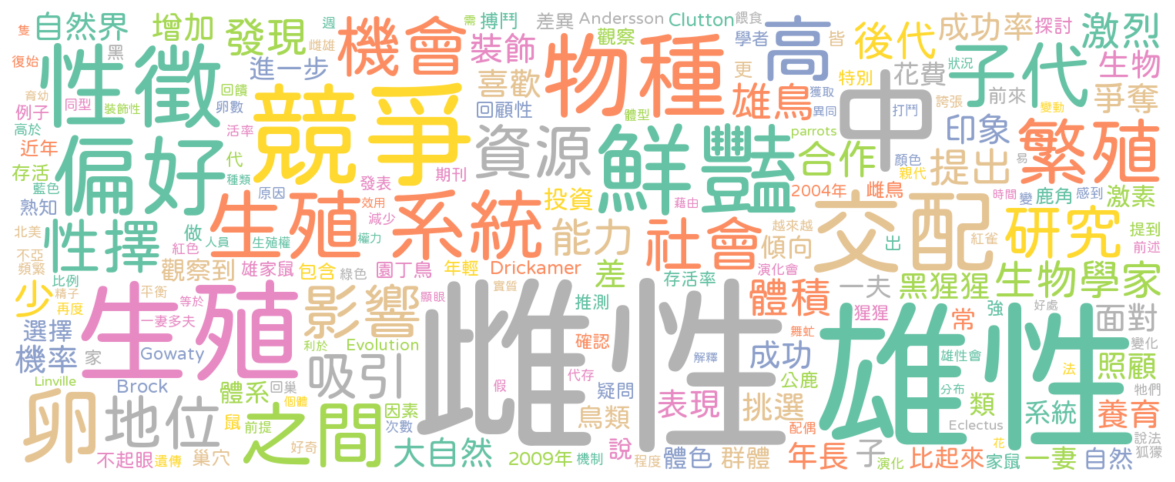 隻
自然界
黑
增加
週
雌雄
發現
機會
需
搏鬥
裝飾
差異
Andersson
觀察
Clutton
餵食
學者
皆
高
後代
成功率
探討
激烈
復始
性徵
進一步
喜歡
物種
更
特別
花費
子代
狀況
生物
育幼
同型
裝飾性
回饋
卵數
競爭
回顧性
體型
雄鳥
獲取
異同
中
打鬥
誇張
前來
變動
爭奪
例子
高於
活率
資源
鮮豔
parrots
顏色
印象
繁殖
近年
偏好
代
種類
期刊
合作
親代
提出
易
存活
藍色
原因
發表
效用
投資
2004年
雌鳥
時間
變
鹿角
感到
激素
熟知
生殖系統
減少
藉由
交配
研究
北美
性擇
做
紅色
人員
生殖權
權力
能力
社會
越來越
傾向
出
紅雀
提到
前述
不亞
頻繁
觀察到
雄家鼠
包含
綠色
園丁鳥
年輕
Drickamer
差
存活率
演化會
一夫
黑猩猩
生物學家
比例
精子
平衡
等於
顯眼
實質
體積
少
再度
生殖
影響
雌性
推測
舞虻
猩猩
常
強
好處
雄性
面對
選擇
一妻多夫
利於
Evolution
確認
解釋
成功
雄性會
變化
機率
家
Gowaty
吸引
假
代存
疑問
公鹿
分布
法
照顧
Linville
Brock
體系
回巢
個體
表現
挑選
類
牠們
卵
地位
鼠
前提
之間
因素
次數
鳥類
配偶
Eclectus
系統
養育
不起眼
遺傳
巢穴
好奇
大自然
2009年
機制
說
程度
體色
群體
年長
子
演化
比起來
花
家鼠
一妻
自然
說法
狐獴